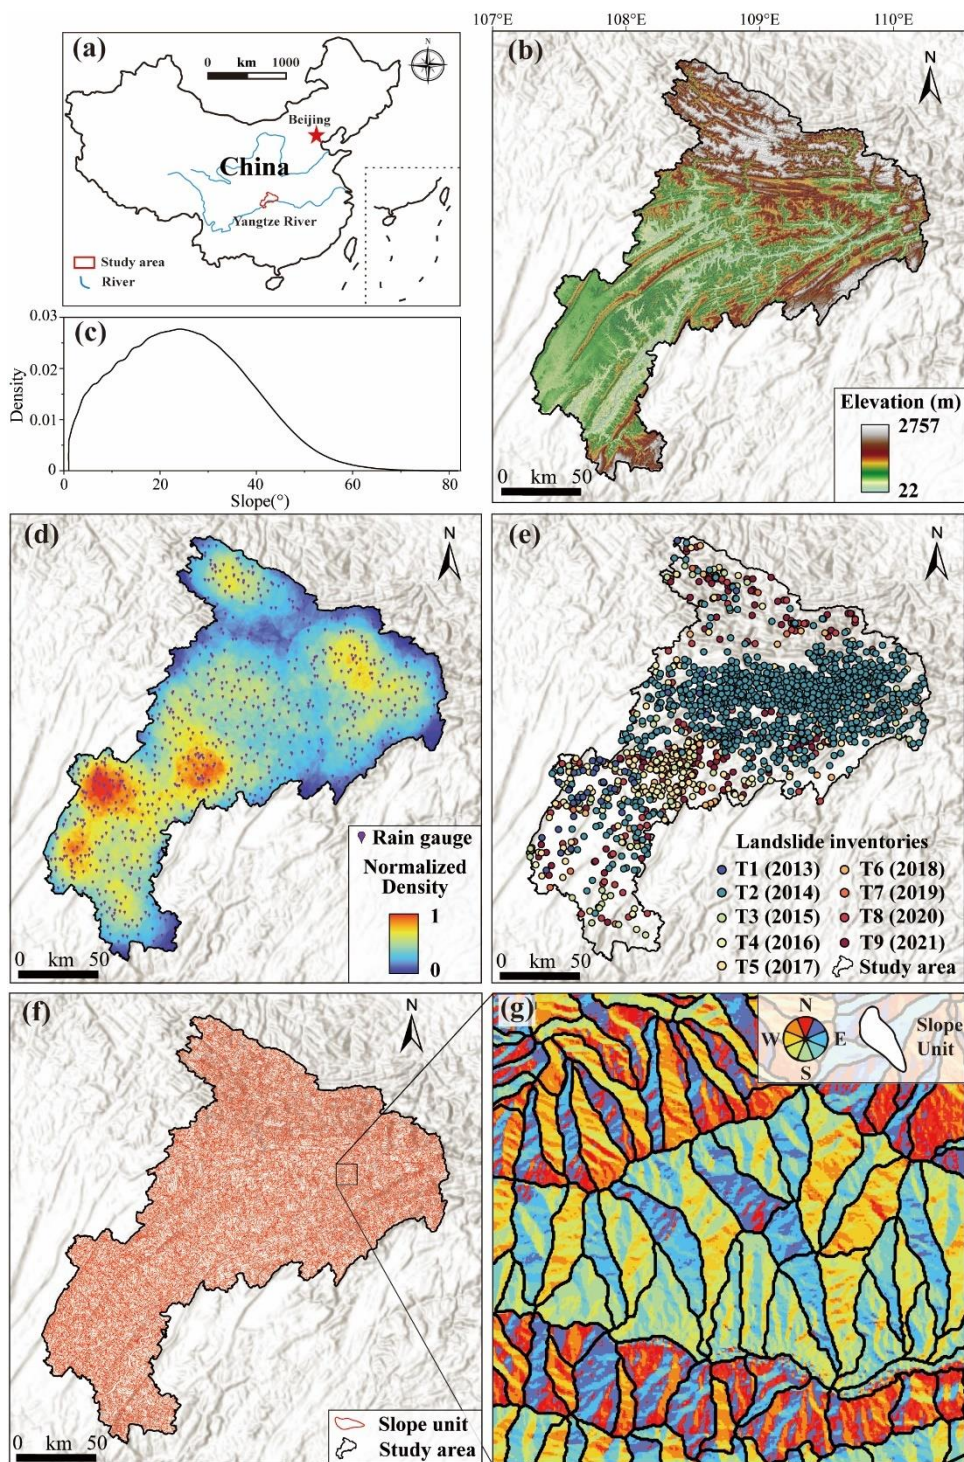 107°E 108°E 109°E 110°E
(a)
N
0 km 1000
Beijing
China
Yangtze River
Study area
River
(b)
N
Elevation (m)
2757
22
0 km 50
(c)
0.03
0.02
0.01
0
Density
0 20 40 60 80
Slope(°)
(d)
N
Rain gauge
Normalized
Density
1
0
0 km 50
(e)
N
Landslide inventories
T1 (2013) T6 (2018)
T2 (2014) T7 (2019)
T3 (2015) T8 (2020)
T4 (2016) T9 (2021)
T5 (2017) Study area
0 km 50
(f)
N
Slope unit
Study area
0 km 50
(g)
N
W E
S
Slope
Unit